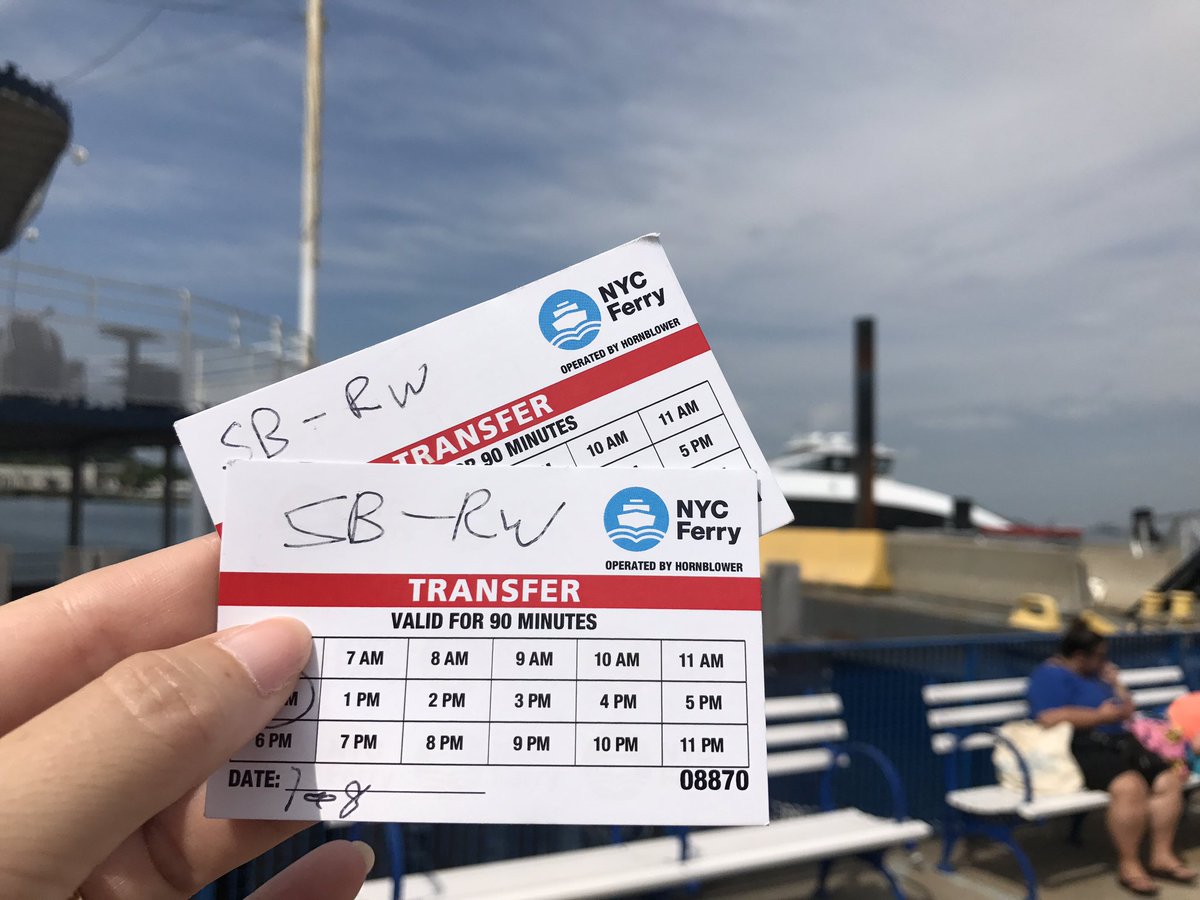 SB-RW
NYC
Ferry
OPERATED BY HORNBLOWER
TRANSFER
90 MINUTES
10 AM 11 AM
5 PM
SB-RW
NYC
Ferry
OPERATED BY HORNBLOWER
TRANSFER
VALID FOR 90 MINUTES
7 AM 8 AM 9 AM 10 AM 11 AM
1 PM 2 PM 3 PM 4 PM 5 PM
6 PM 7 PM 8 PM 9 PM 10 PM 11 PM
DATE: 08870